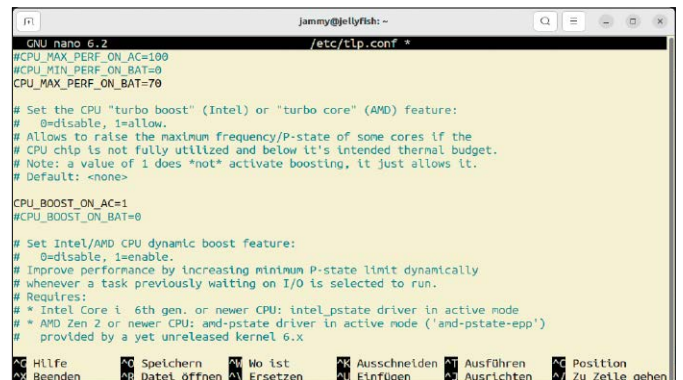 jammy@jellyfish: ~
GNU nano 6.2 /etc/tlp.conf *
#CPU_MAX_PERF_ON_AC=100
#CPU_MIN_PERF_ON_BAT=0
CPU_MAX_PERF_ON_BAT=70
# Set the CPU "turbo boost" (Intel) or "turbo core" (AMD) feature:
#   0=disable, 1=allow.
# Allows to raise the maximum frequency/P-state of some cores if the
# CPU chip is not fully utilized and below it's intended thermal budget.
# Note: a value of 1 does *not* activate boosting, it just allows it.
# Default: <none>
CPU_BOOST_ON_AC=1
#CPU_BOOST_ON_BAT=0
# Set Intel/AMD CPU dynamic boost feature:
#   0=disable, 1=enable.
# Improve performance by increasing minimum P-state limit dynamically
# whenever a task previously waiting on I/O is selected to run.
# Requires:
# * Intel Core i  6th gen. or newer CPU: intel_pstate driver in active mode
# * AMD Zen 2 or newer CPU: amd-pstate driver in active mode ('amd-pstate-epp')
#   provided by a yet unreleased kernel 6.x
^G Hilfe ^O Speichern ^W Wo ist ^K Ausschneiden ^T Ausführen ^C Position
^X Beenden ^R Datei öffnen ^\ Ersetzen ^U Einfügen ^J Ausrichten ^/ Zu Zeile gehen